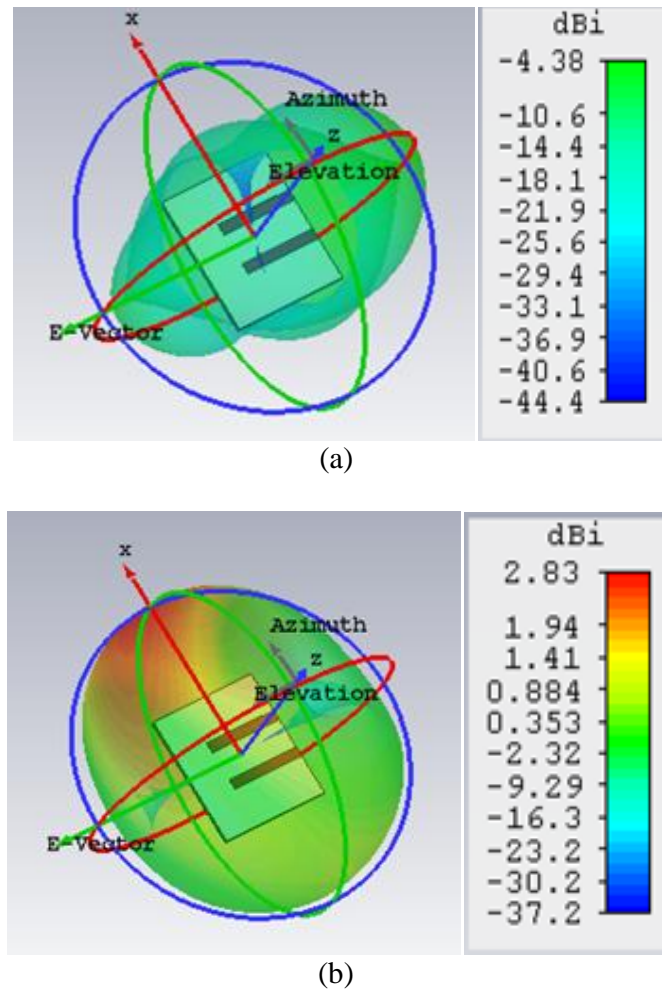 x
Azimuth
z
Elevation
E-Vector
dBi
-4.38
-10.6
-14.4
-18.1
-21.9
-25.6
-29.4
-33.1
-36.9
-40.6
-44.4
(a)
x
Azimuth
z
Elevation
E-Vector
dBi
2.83
1.94
1.41
0.884
0.353
-2.32
-9.29
-16.3
-23.2
-30.2
-37.2
(b)